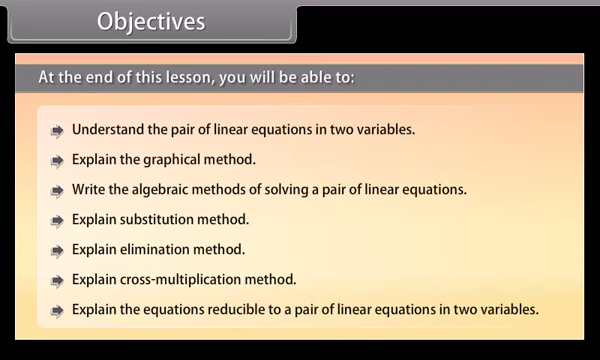 Objectives
At the end of this lesson, you will be able to:
Understand the pair of linear equations in two variables.
Explain the graphical method.
Write the algebraic methods of solving a pair of linear equations.
Explain substitution method.
Explain elimination method.
Explain cross-multiplication method.
Explain the equations reducible to a pair of linear equations in two variables.